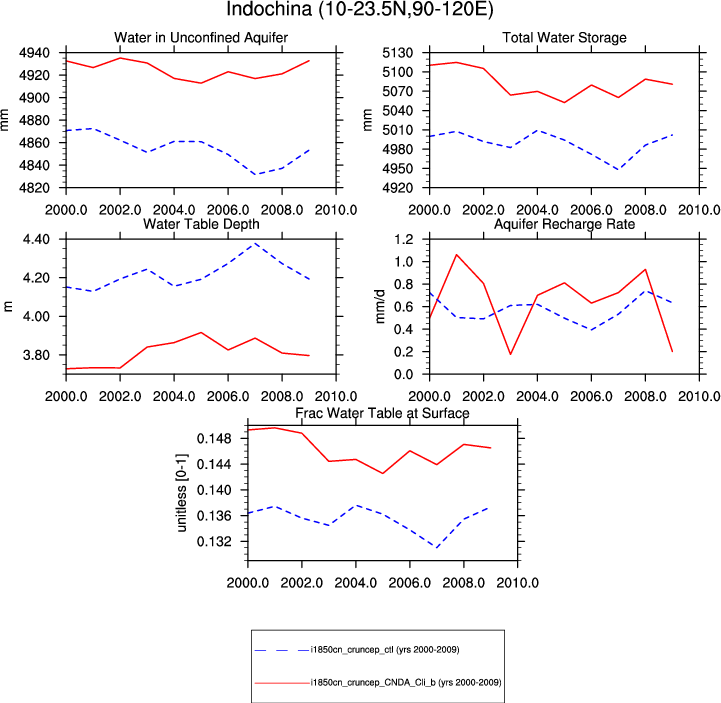 Indochina (10-23.5N,90-120E)
Water in Unconfined Aquifer
4940
4920
4900
4880
4860
4840
4820
mm
2000.0 2002.0 2004.0 2006.0 2008.0 2010.0
Total Water Storage
5130
5100
5070
5040
5010
4980
4950
4920
mm
2000.0 2002.0 2004.0 2006.0 2008.0 2010.0
Water Table Depth
4.40
4.20
4.00
3.80
m
2000.0 2002.0 2004.0 2006.0 2008.0 2010.0
Aquifer Recharge Rate
1.2
1.0
0.8
0.6
0.4
0.2
0.0
mm/d
2000.0 2002.0 2004.0 2006.0 2008.0 2010.0
Frac Water Table at Surface
0.148
0.144
0.140
0.136
0.132
unitless [0-1]
2000.0 2002.0 2004.0 2006.0 2008.0 2010.0
i1850cn_cruncep_ctl (yrs 2000-2009)
i1850cn_cruncep_CNDA_Cli_b (yrs 2000-2009)